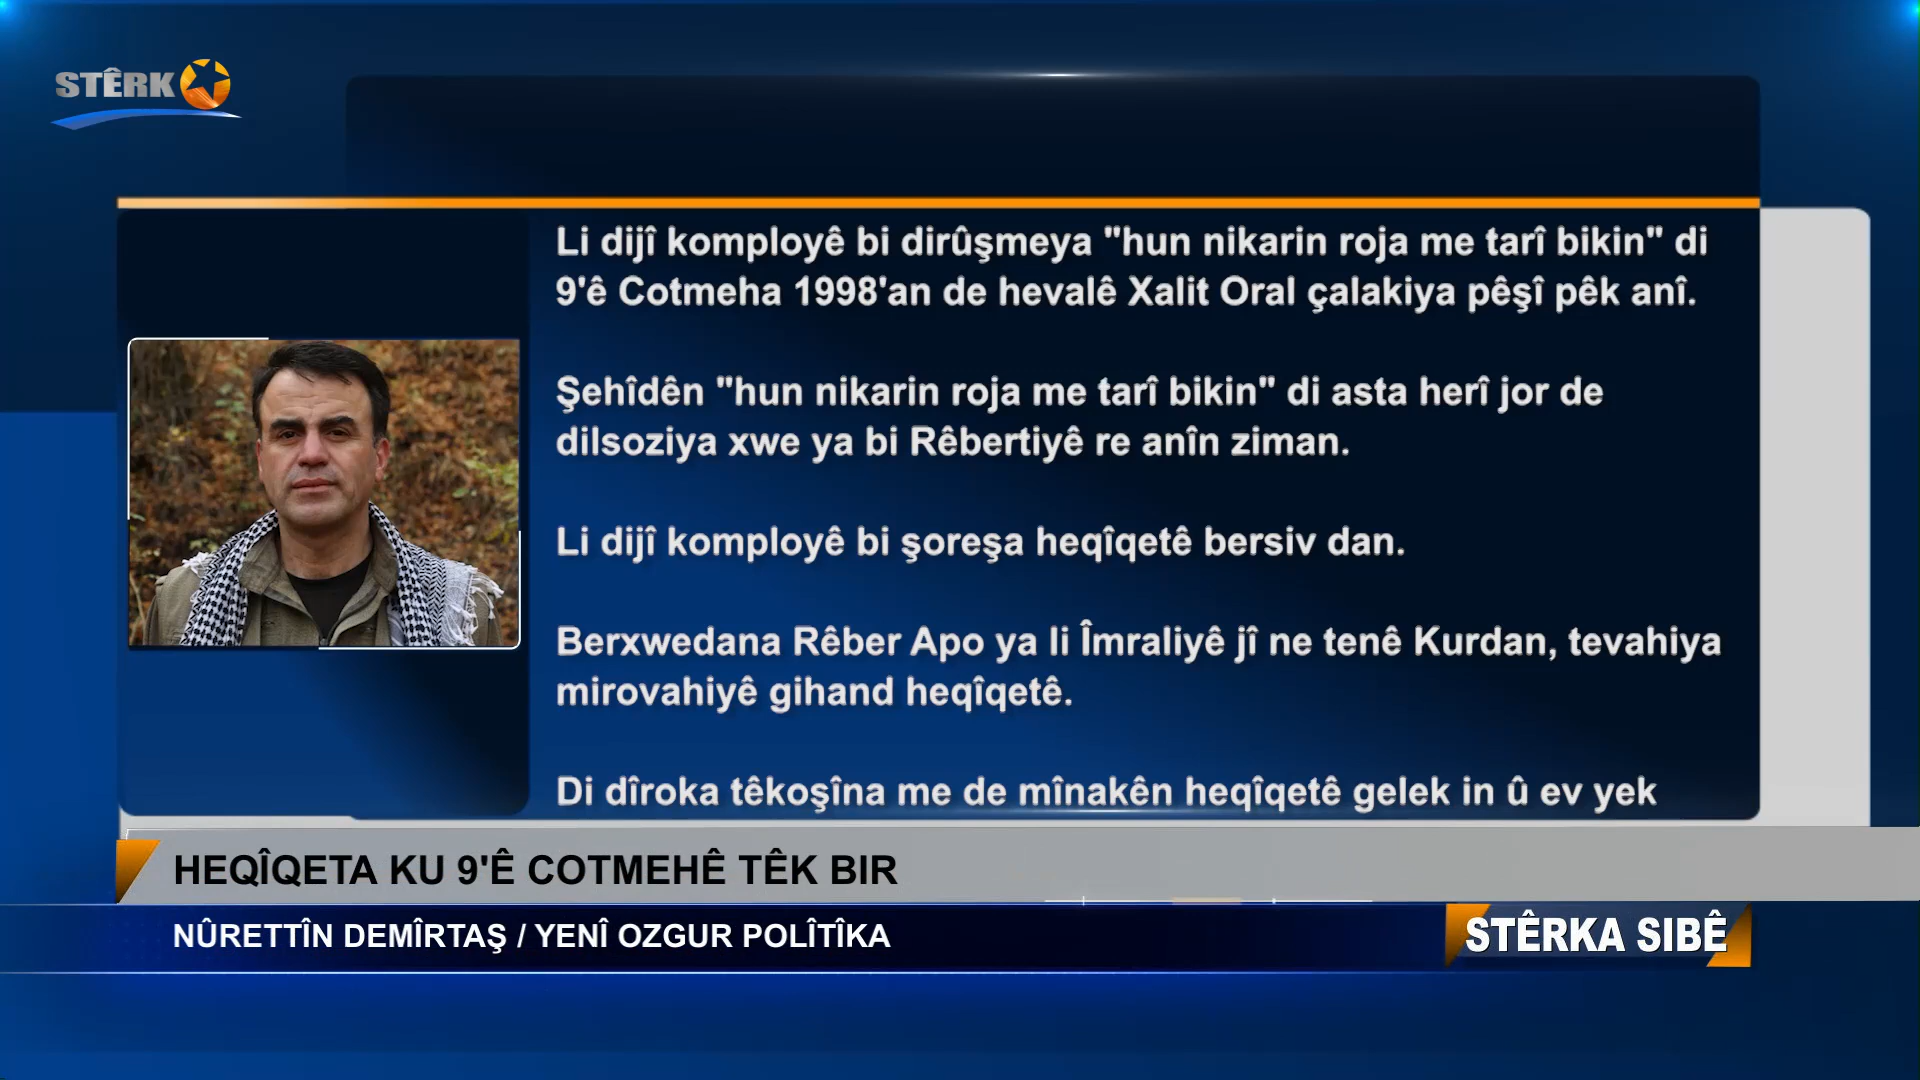 STÊRK
Li dijî komployê bi dirûşmeya "hun nikarin roja me tarî bikin" di
9'ê Cotmeha 1998'an de hevalê Xalit Oral çalakiya pêşî pêk anî.
Şehîdên "hun nikarin roja me tarî bikin" di asta herî jor de
dilsoziya xwe ya bi Rêbertiyê re anîn ziman.
Li dijî komployê bi şoreşa heqîqetê bersiv dan.
Berxwedana Rêber Apo ya li Îmraliyê jî ne tenê Kurdan, tevahiya
mirovahiyê gihand heqîqetê.
Di dîroka têkoşîna me de mînakên heqîqetê gelek in û ev yek
HEQÎQETA KU 9'Ê COTMEHÊ TÊK BIR
NÛRETTÎN DEMÎRTAŞ / YENÎ OZGUR POLÎTÎKA
STÊRKA SIBÊ